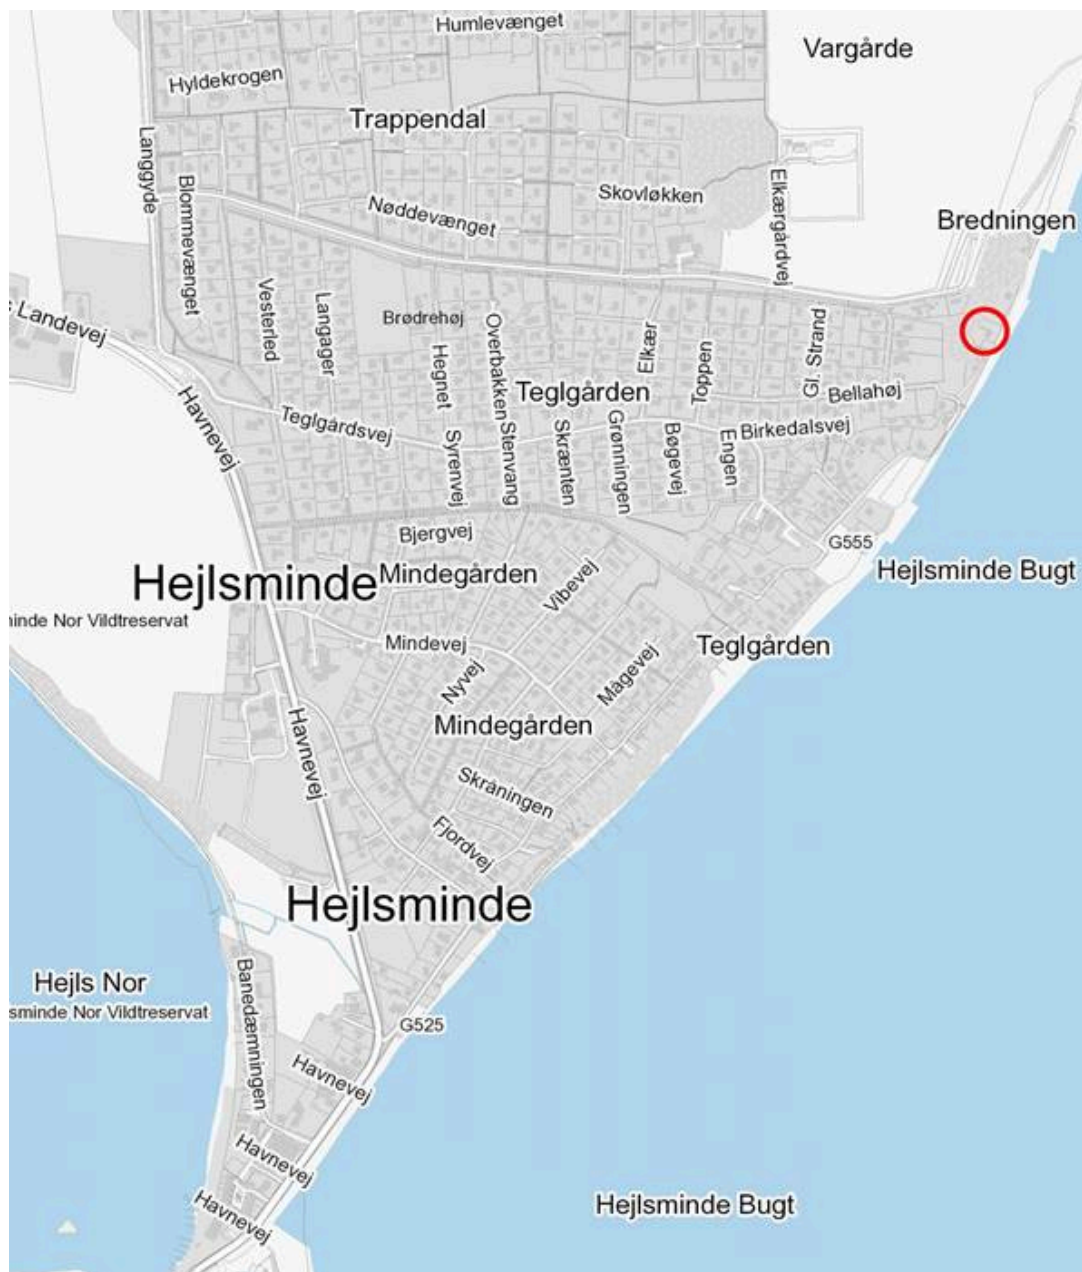 Humlevænget
Vargårde
Hyldekrogen
Trappendal
Langgyde
Blommevænget
Skovløkken
Elkærgårdvej
Nøddevænget
Bredningen
Vesterled
Langager
Landevej
Brødrehøj
Overbakken
Elkær
Toppen
Gl. Strand
Hegnet
Teglgården
Bellahøj
Havnevej
Teglgårdsvej
Syrenvej
Stenvang
Skrænten
Grønningen
Bøgevej
Engen
Birkedalsvej
Bjergvej
G555
Hejlsminde
Mindegården
Vibevej
Hejlsminde Bugt
Nor Vildtreservat
Mindevej
Teglgården
Nyvej
Mågevej
Havnevej
Mindegården
Skråningen
Fjordvej
Hejlsminde
Hejls Nor
sminde Nor Vildtreservat
Banedæmningen
G525
Havnevej
Havnevej
Havnevej
Hejlsminde Bugt